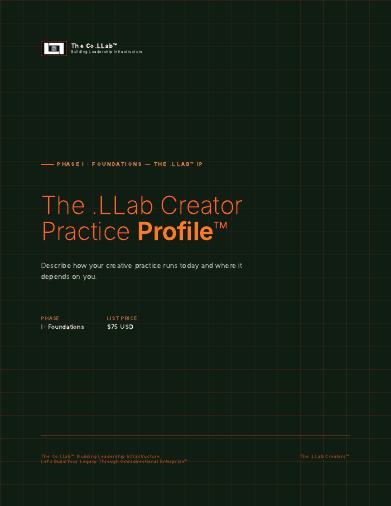 The Co.LLab™
Building Leadership Infrastructure
PHASE I · FOUNDATIONS — THE .LLAB™ IP
The .LLab Creator
Practice Profile™
Describe how your creative practice runs today and where it
depends on you.
PHASE
LIST PRICE
I · Foundations
$75 USD
The Co.LLab™ Building Leadership Infrastructure
Let's Build Your Legacy Through Omnidirectional Enterprise®
The .LLab Creators™